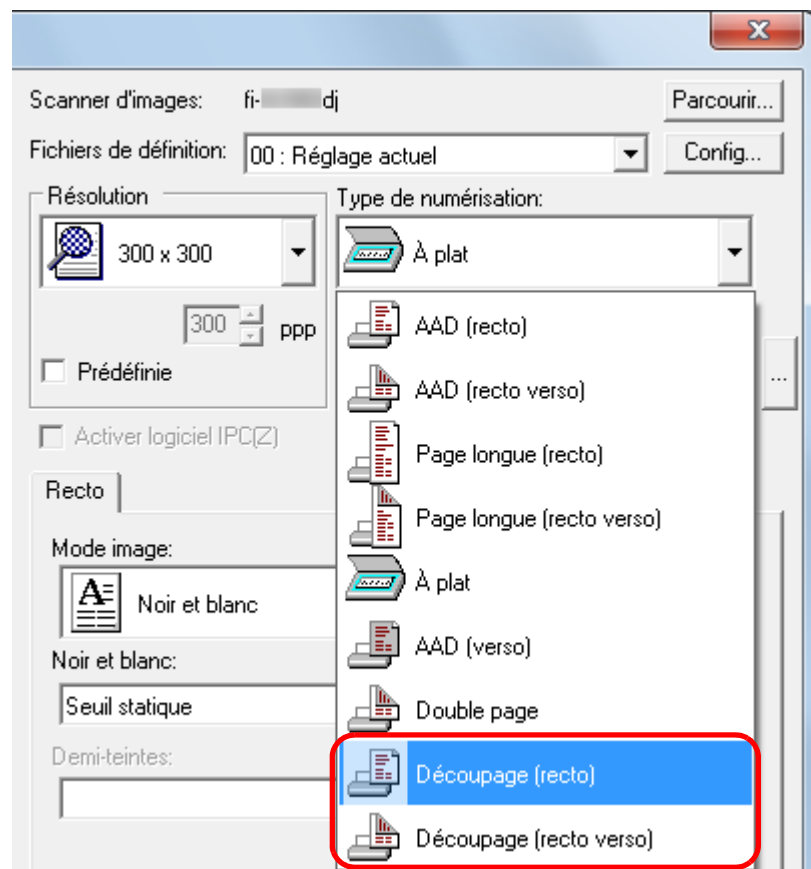 Scanner d'images: fi- dj Parcourir...
Fichiers de définition: 00 : Réglage actuel Config...
Résolution Type de numérisation:
300 x 300 À plat
300 ppp AAD (recto)
Prédéfinie ...
AAD (recto verso)
Activer logiciel IPC(Z) Page longue (recto)
Recto
Page longue (recto verso)
Mode image:
À plat
Noir et blanc
AAD (verso)
Noir et blanc:
Seuil statique Double page
Demi-teintes:
Découpage (recto)
Découpage (recto verso)